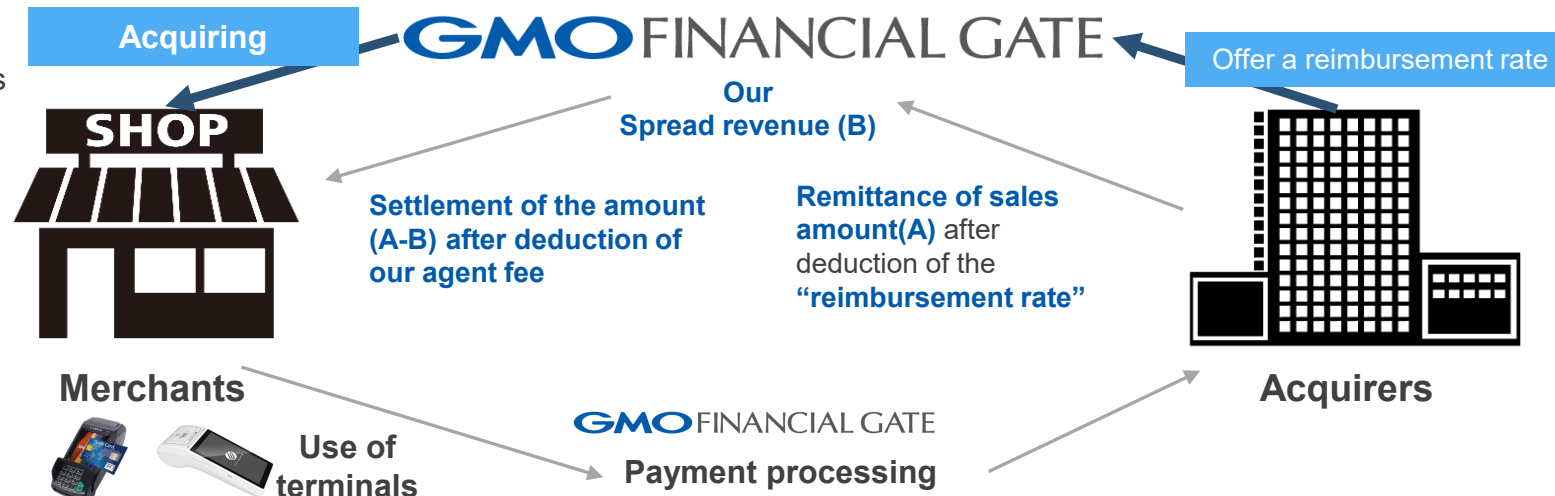 Acquiring
GMO FINANCIAL GATE
Offer a reimbursement rate
s
SHOP
Our
Spread revenue (B)
Settlement of the amount
(A-B) after deduction of
our agent fee
Remittance of sales
amount(A) after
deduction of the
“reimbursement rate”
Merchants
Acquirers
Use of
terminals
GMO FINANCIAL GATE
Payment processing